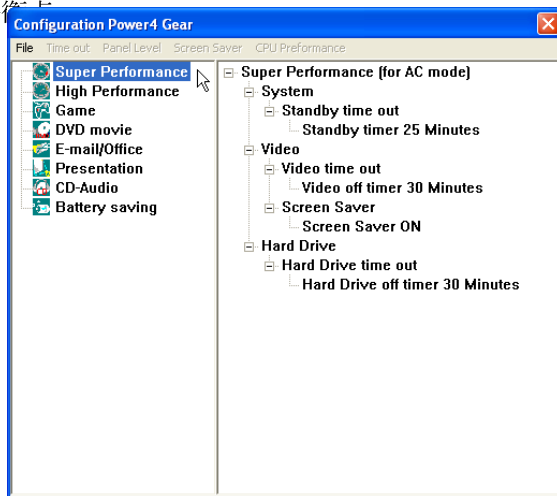 Configuration Power4 Gear
File Time out Panel Level Screen Saver CPU Preformance
Super Performance
High Performance
Game
DVD movie
E-mail/Office
Presentation
CD-Audio
Battery saving
Super Performance (for AC mode)
System
Standby time out
Standby timer 25 Minutes
Video
Video time out
Video off timer 30 Minutes
Screen Saver
Screen Saver ON
Hard Drive
Hard Drive time out
Hard Drive off timer 30 Minutes